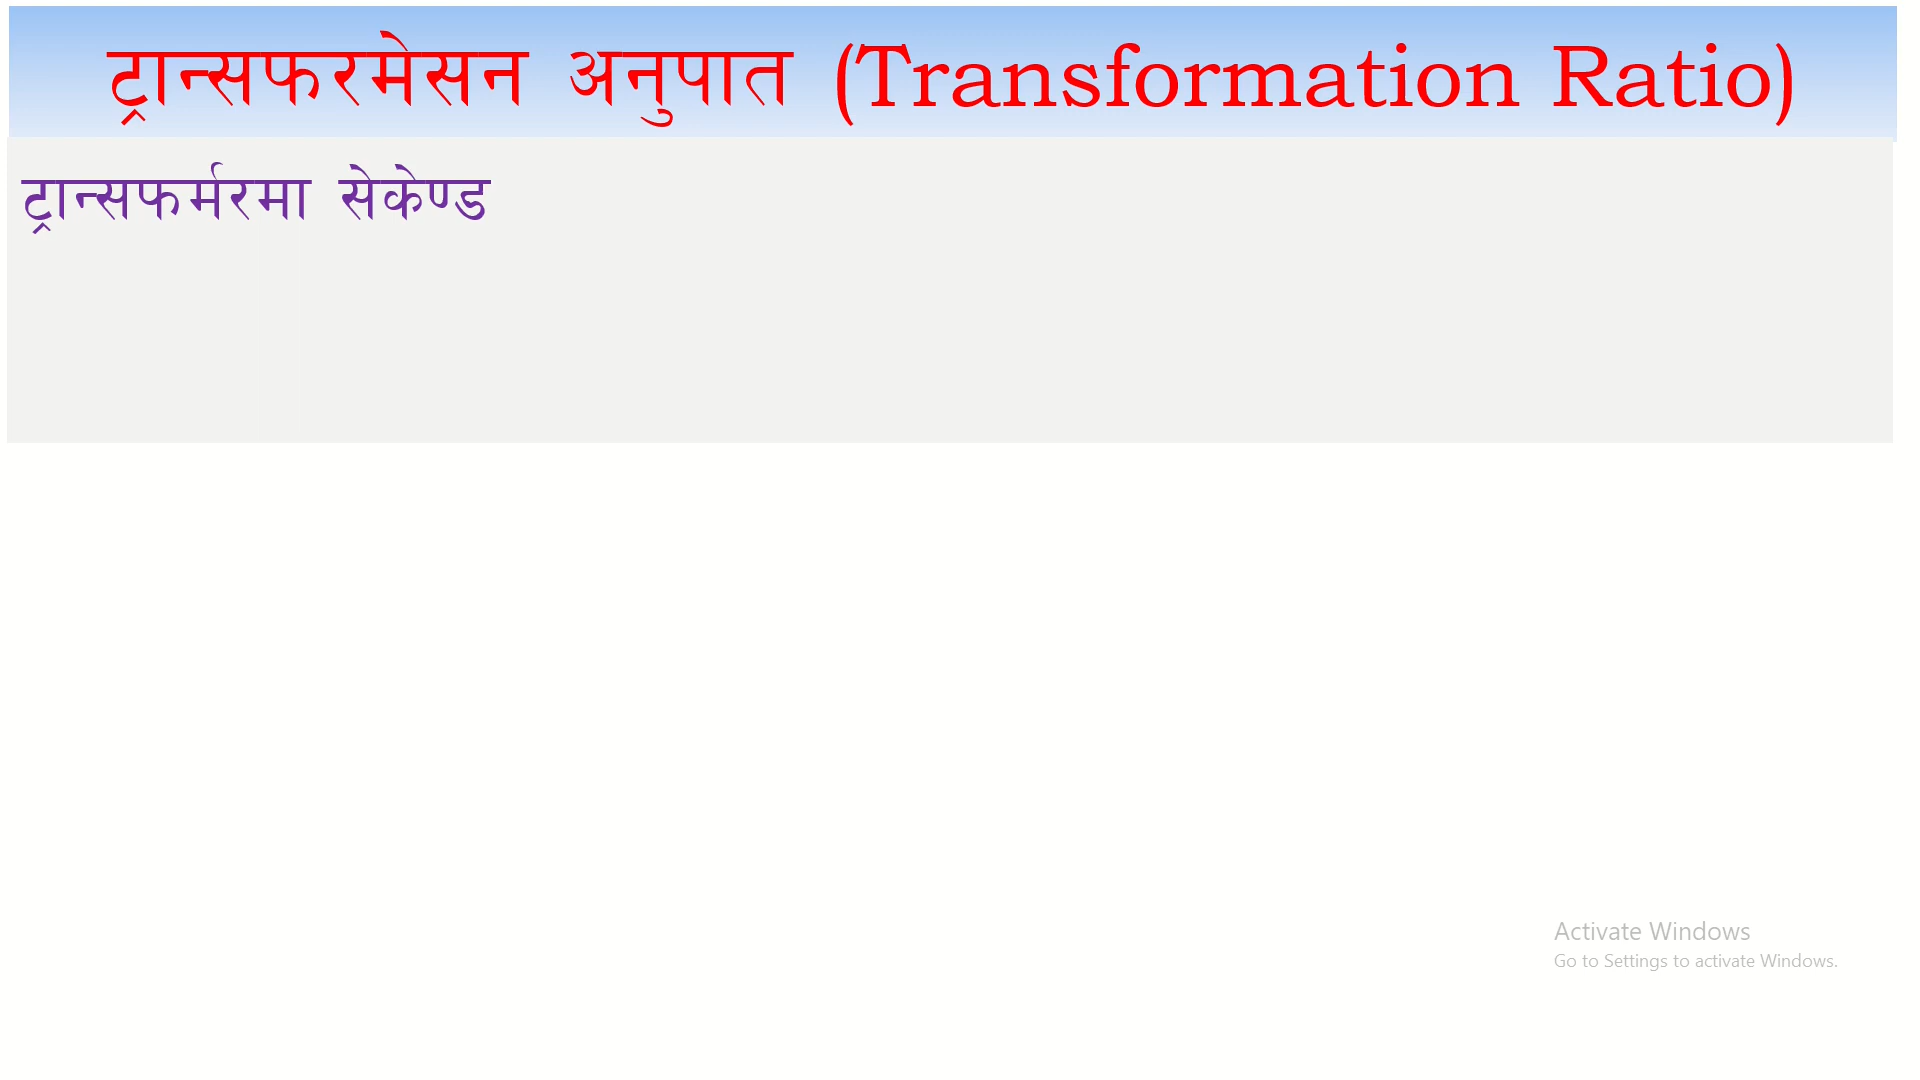 ट्रान्सफरमेसन अनुपात (Transformation Ratio)
ट्रान्सफर्मरमा सेकेण्ड
Activate Windows
Go to Settings to activate Windows.